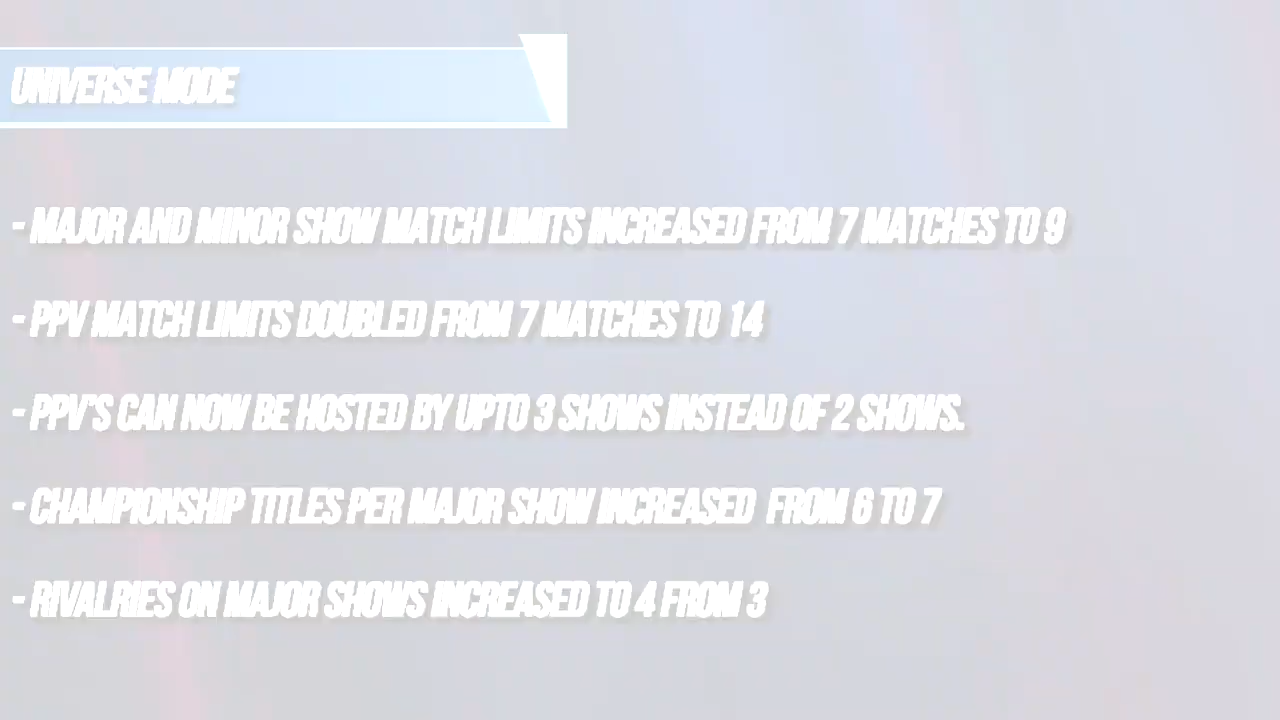 UNIVERSE MODE
- MAJOR AND MINOR SHOW MATCH LIMITS INCREASED FROM 7 MATCHES TO 9
- PPV MATCH LIMITS DOUBLED FROM 7 MATCHES TO 14
- PPV'S CAN NOW BE HOSTED BY UPTO 3 SHOWS INSTEAD OF 2 SHOWS.
- CHAMPIONSHIP TITLES PER MAJOR SHOW INCREASED FROM 6 TO 7
- RIVALRIES ON MAJOR SHOWS INCREASED TO 4 FROM 3